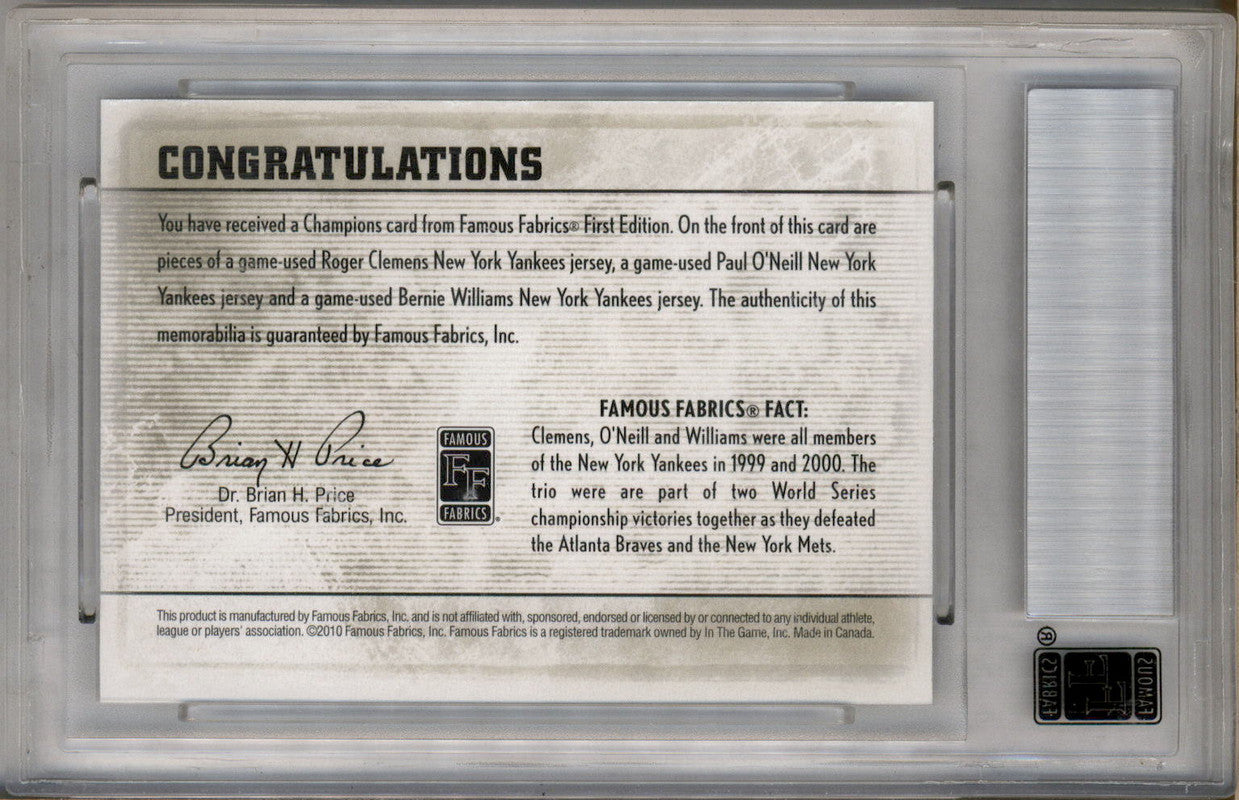 CONGRATULATIONS
You have received a Champions card from Famous Fabrics® First Edition. On the front of this card are
pieces of a game-used Roger Clemens New York Yankees jersey, a game-used Paul O'Neill New York
Yankees jersey and a game-used Bernie Williams New York Yankees jersey. The authenticity of this
memorabilia is guaranteed by Famous Fabrics, Inc.
Brian H Price
Dr. Brian H. Price
President, Famous Fabrics, Inc.
FAMOUS
FF
FABRICS
®
FAMOUS FABRICS® FACT:
Clemens, O'Neill and Williams were all members
of the New York Yankees in 1999 and 2000. The
trio were are part of two World Series
championship victories together as they defeated
the Atlanta Braves and the New York Mets.
This product is manufactured by Famous Fabrics, Inc. and is not affiliated with, sponsored, endorsed or licensed by or connected to any individual athlete,
league or players' association. ©2010 Famous Fabrics, Inc. Famous Fabrics is a registered trademark owned by In The Game, Inc. Made in Canada.
®
FAMOUS
FF
FABRICS